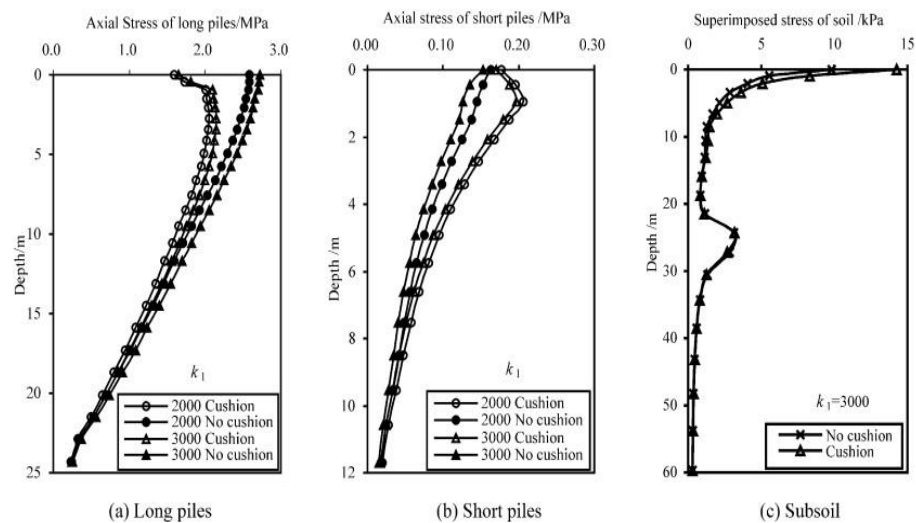 Axial Stress of long piles/MPa
0.0 1.0 2.0 3.0
0
5
10
15
20
25
Depth/m
k1
2000 Cushion
2000 No cushion
3000 Cushion
3000 No cushion
(a) Long piles
Axial stress of short piles /MPa
0.00 0.10 0.20 0.30
0
2
4
6
8
10
12
Depth/m
k1
2000 Cushion
2000 No cushion
3000 Cushion
3000 No cushion
(b) Short piles
Superimposed stress of soil /kPa
0 5 10 15
0
10
20
30
40
50
60
Depth/m
k1=3000
No cushion
Cushion
(c) Subsoil